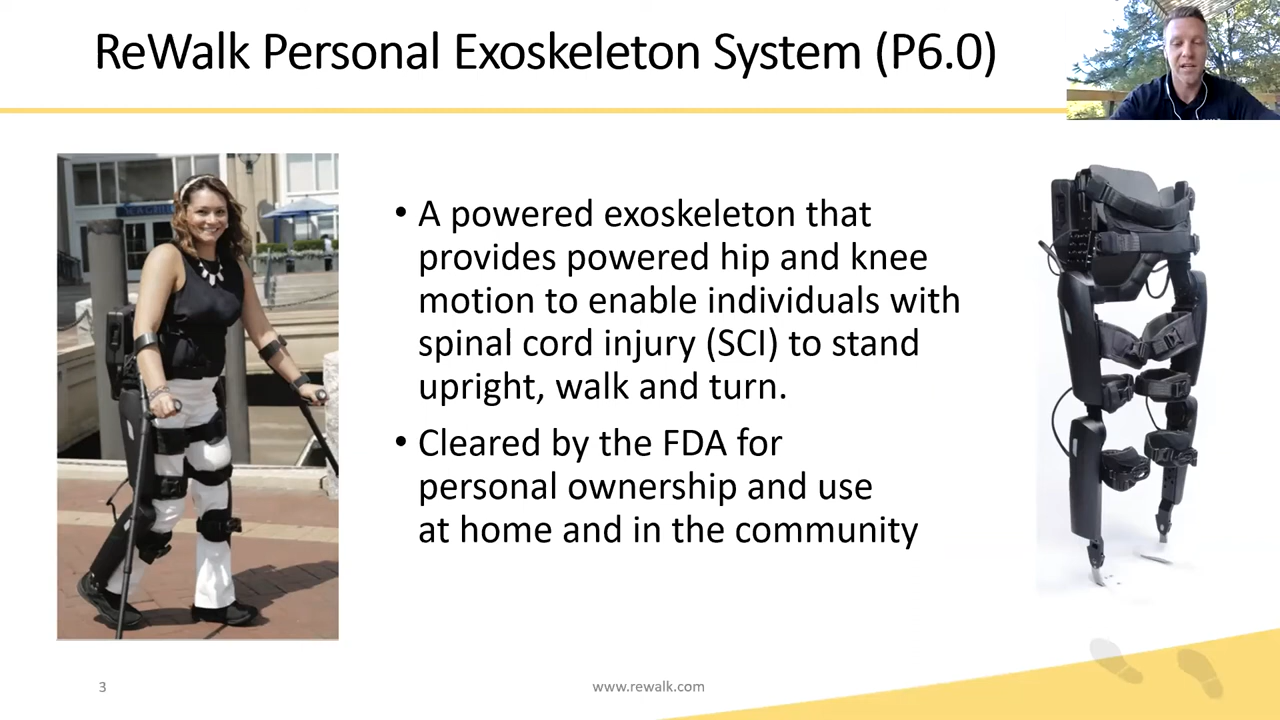 ReWalk Personal Exoskeleton System (P6.0)
• A powered exoskeleton that
provides powered hip and knee
motion to enable individuals with
spinal cord injury (SCI) to stand
upright, walk and turn.
• Cleared by the FDA for
personal ownership and use
at home and in the community
3
www.rewalk.com